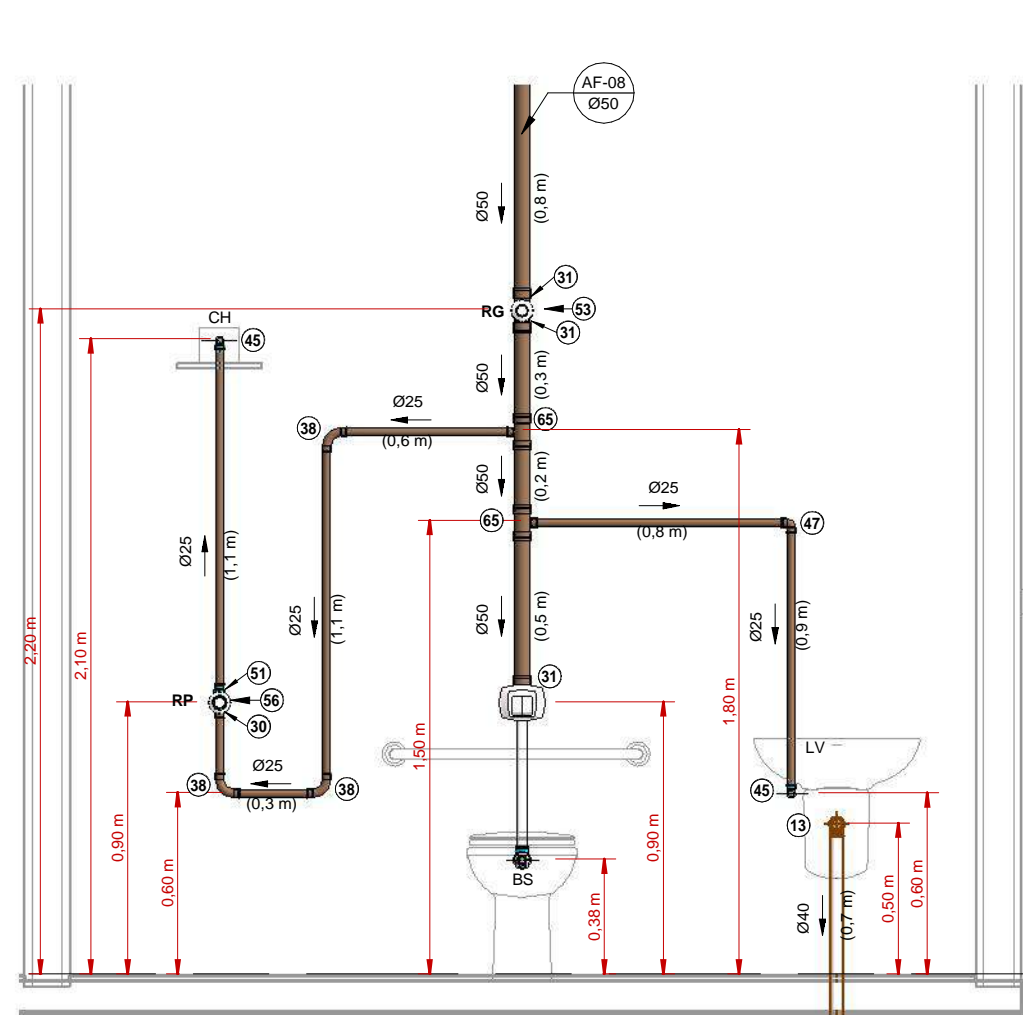 AF-08
Ø50
Ø50
(0,8 m)
31
RG
53
31
CH
45
Ø50
(0,3 m)
Ø25
38
(0,6 m)
65
Ø50
(0,2 m)
Ø25
65
(0,8 m)
47
Ø25
(1,1 m)
Ø25
(1,1 m)
Ø50
(0,5 m)
Ø25
(0,9 m)
2,20 m
2,10 m
51
RP
56
30
31
1,50 m
1,80 m
LV
Ø25
38
(0,3 m)
38
45
13
0,90 m
0,60 m
0,90 m
BS
0,38 m
Ø40
(0,7 m)
0,50 m
0,60 m